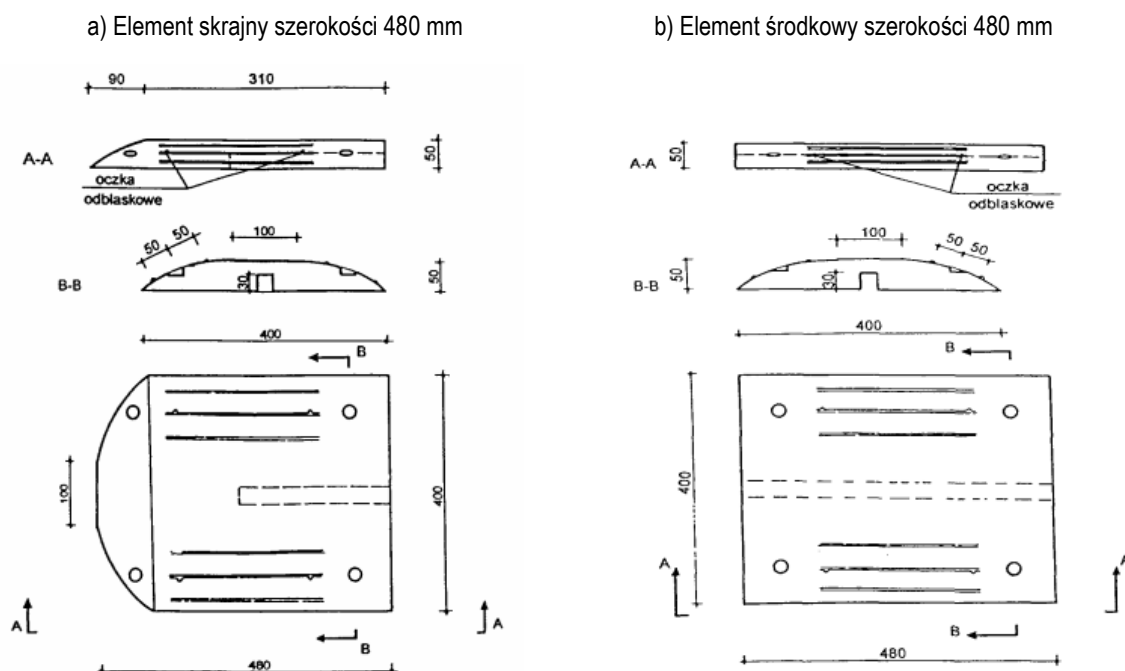 a) Element skrajny szerokości 480 mm
90
310
A-A
50
oczka
odblaskowe
50
50
100
B-B
30
50
400
B
100
400
A
A
B
480
b) Element środkowy szerokości 480 mm
A-A
50
oczka
odblaskowe
100
50
50
50
B-B
30
400
B
400
A
A
B
480